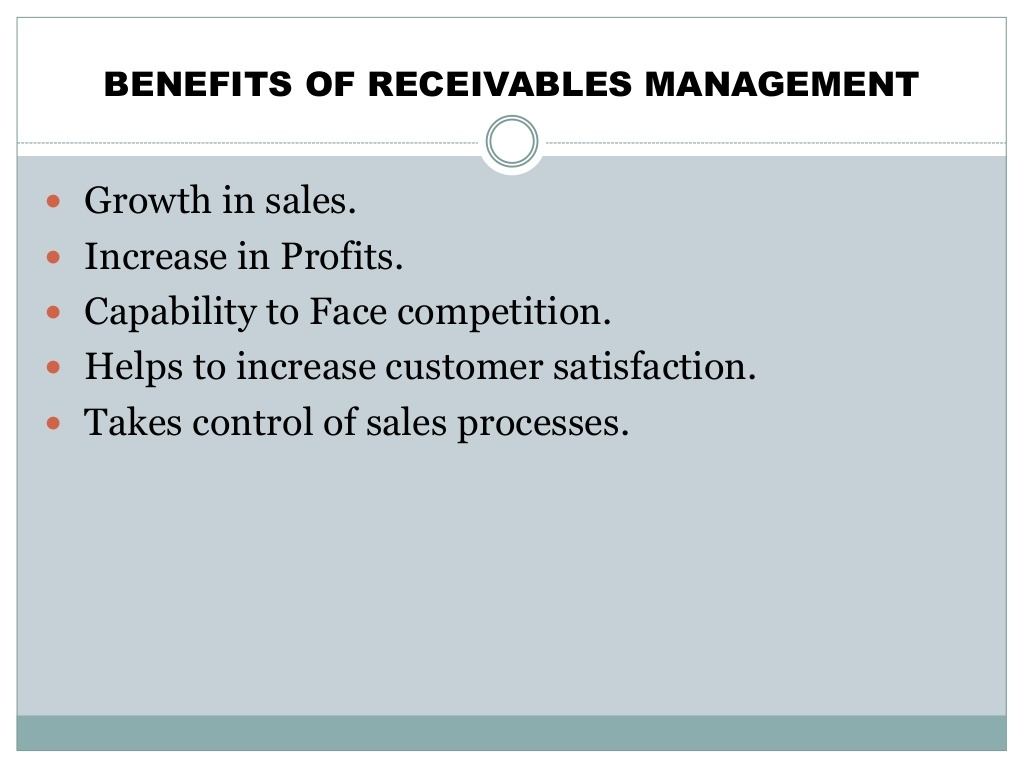 BENEFITS OF RECEIVABLES MANAGEMENT
• Growth in sales.
• Increase in Profits.
• Capability to Face competition.
• Helps to increase customer satisfaction.
• Takes control of sales processes.